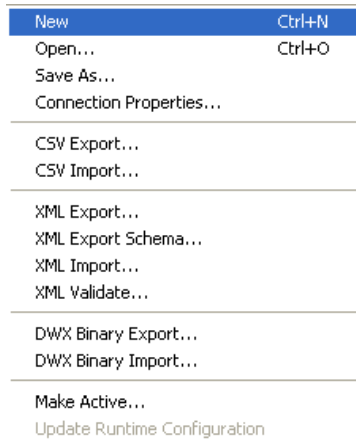 New Ctrl+N
Open... Ctrl+O
Save As...
Connection Properties...
CSV Export...
CSV Import...
XML Export...
XML Export Schema...
XML Import...
XML Validate...
DWX Binary Export...
DWX Binary Import...
Make Active...
Update Runtime Configuration